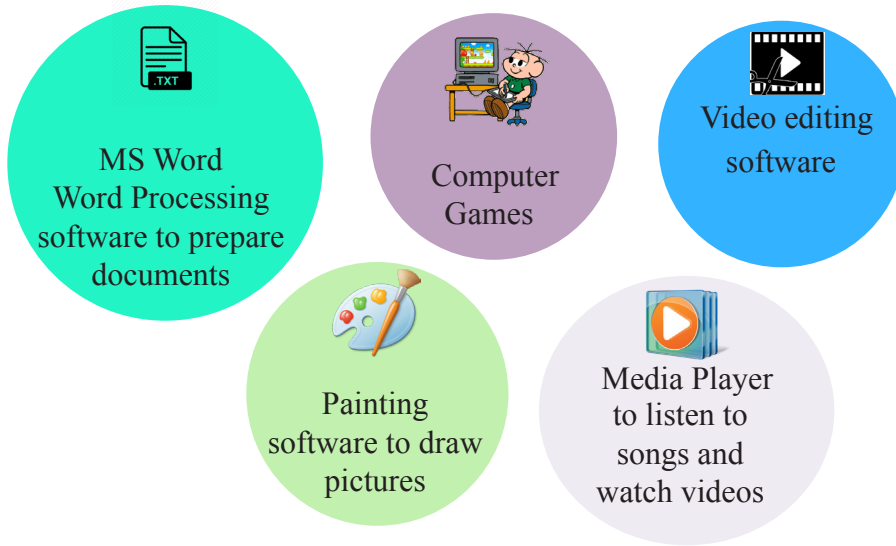 .TXT
MS Word
Word Processing
software to prepare
documents
Computer
Games
Video editing
software
Painting
software to draw
pictures
Media Player
to listen to
songs and
watch videos